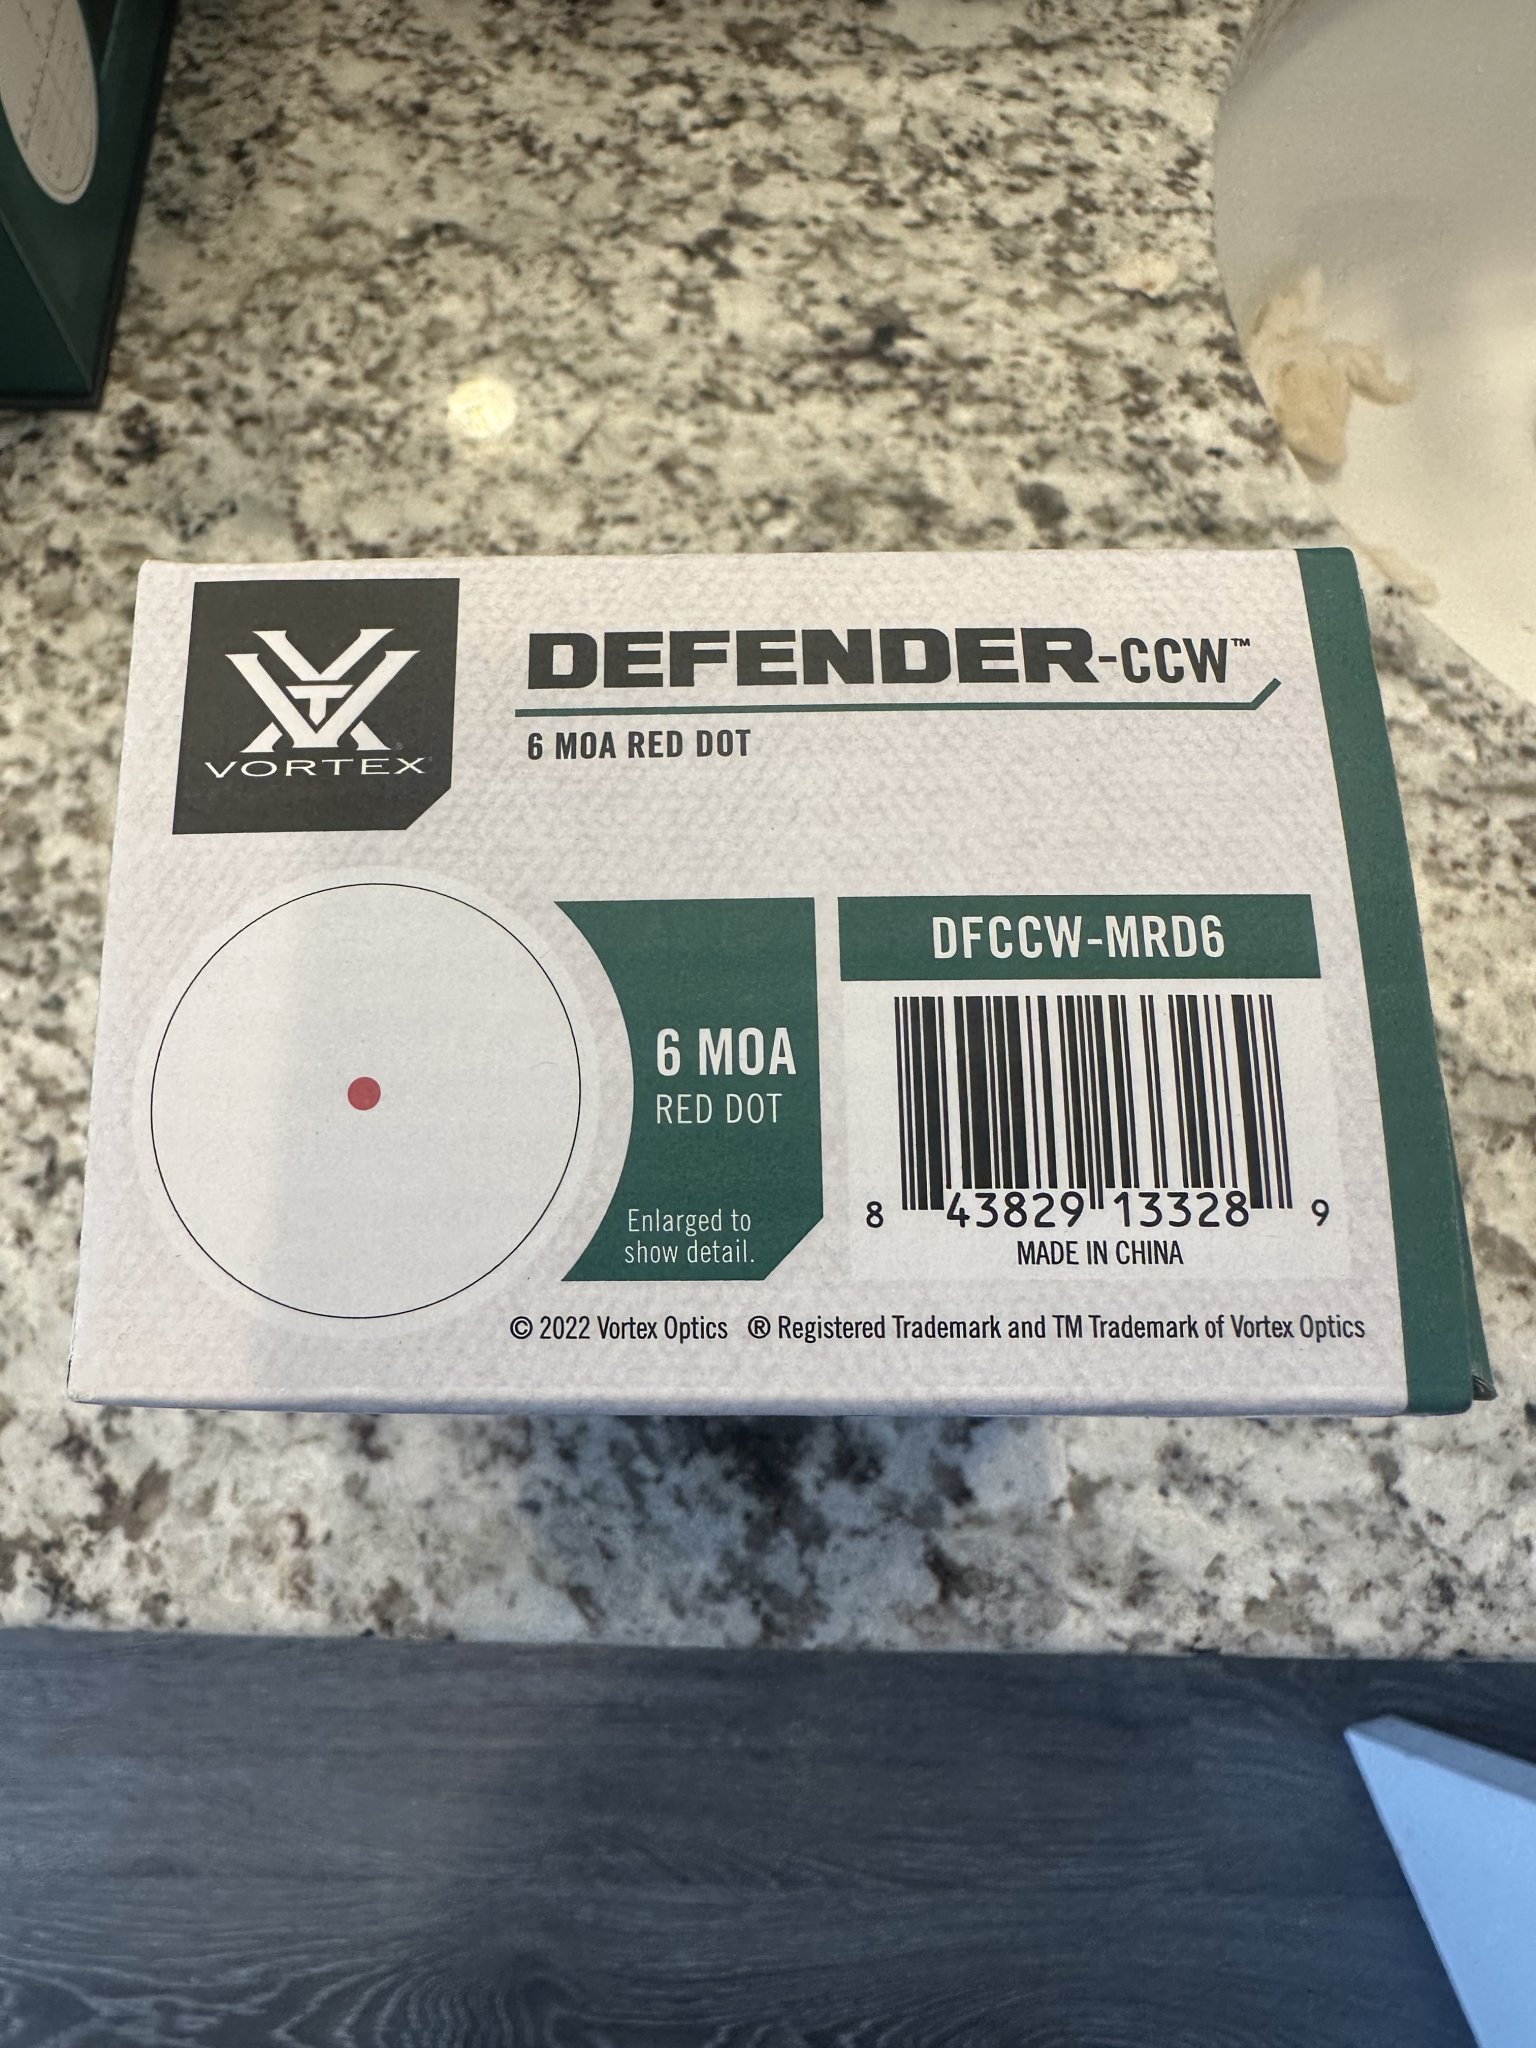 VORTEX
DEFENDER-CCW™
6 MOA RED DOT
6 MOA
RED DOT
Enlarged to
show detail.
DFCCW-MRD6
8 43829 13328 9
MADE IN CHINA
© 2022 Vortex Optics ® Registered Trademark and TM Trademark of Vortex Optics